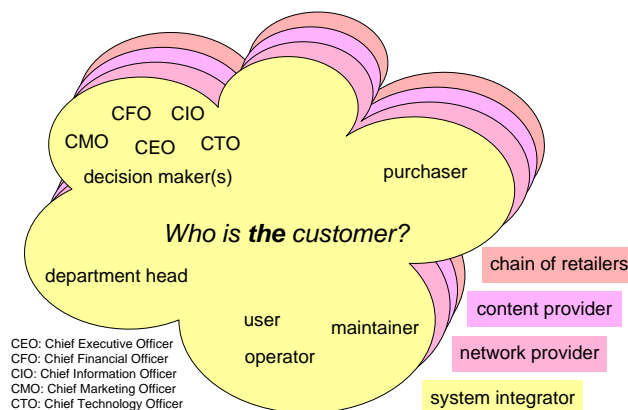 CFO CIO
CMO CEO CTO
decision maker(s)
purchaser
Who is the customer?
department head
user
maintainer
operator
chain of retailers
content provider
network provider
system integrator
CEO: Chief Executive Officer
CFO: Chief Financial Officer
CIO: Chief Information Officer
CMO: Chief Marketing Officer
CTO: Chief Technology Officer